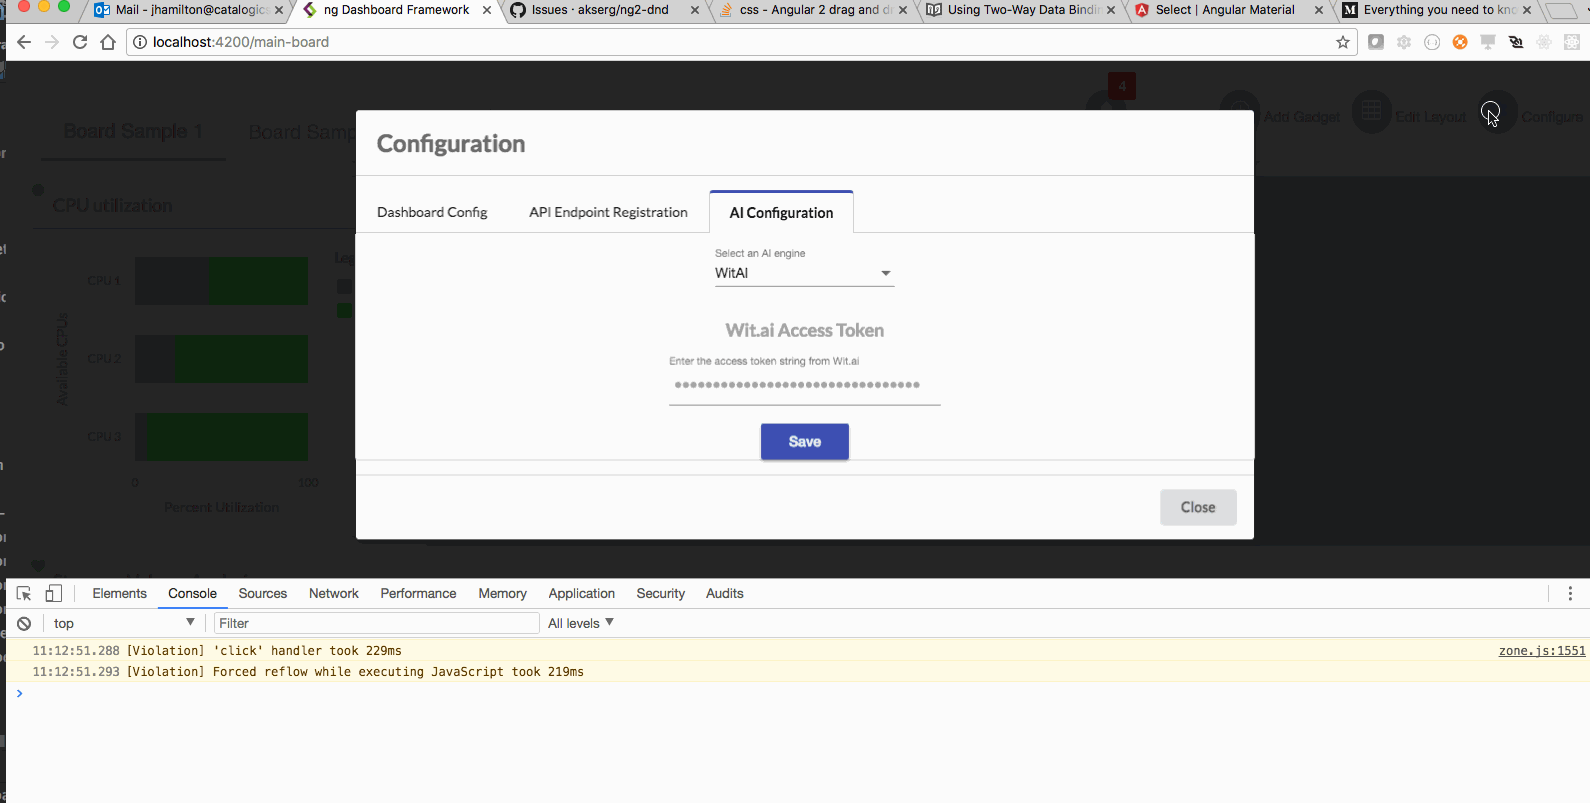 Mail - jhamilton@catalogics
ng Dashboard Framework
Issues · akserg/ng2-dnd
css - Angular 2 drag and dr
Using Two-Way Data Bindin
Select | Angular Material
Everything you need to kno
localhost:4200/main-board
4
Board Sample 1
Board Samp
Add Gadget
Edit Layout
Configure
Configuration
CPU utilization
Dashboard Config
API Endpoint Registration
AI Configuration
Select an AI engine
WitAI
Leg
CPU 1
CPU 2
CPU 3
Available CPUs
0
100
Percent Utilization
Wit.ai Access Token
Enter the access token string from Wit.ai
Save
Close
Elements
Console
Sources
Network
Performance
Memory
Application
Security
Audits
top
Filter
All levels
11:12:51.288 [Violation] 'click' handler took 229ms
zone.js:1551
11:12:51.293 [Violation] Forced reflow while executing JavaScript took 219ms